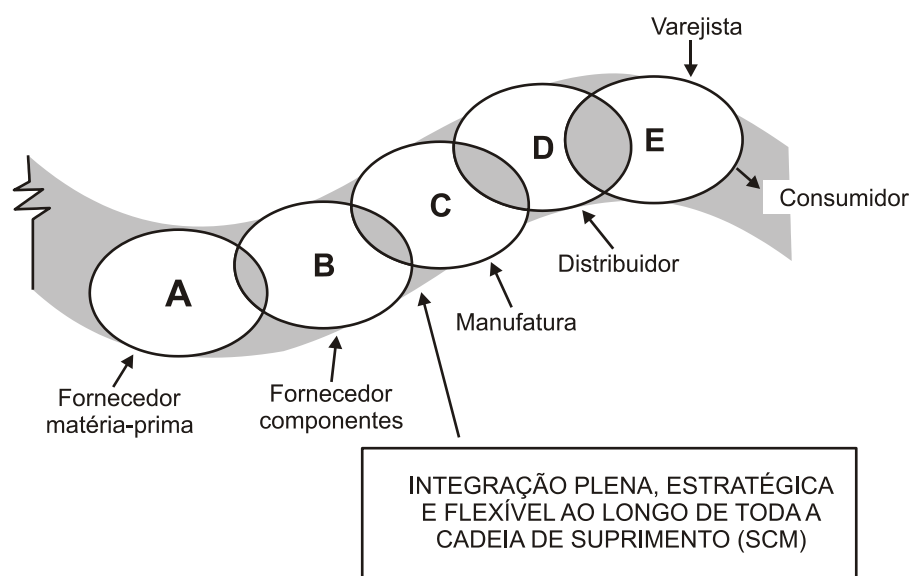 Varejista
A
B
C
D
E
Consumidor
Distribuidor
Manufatura
Fornecedor
matéria-prima
Fornecedor
componentes
INTEGRAÇÃO PLENA, ESTRATÉGICA
E FLEXÍVEL AO LONGO DE TODA A
CADEIA DE SUPRIMENTO (SCM)